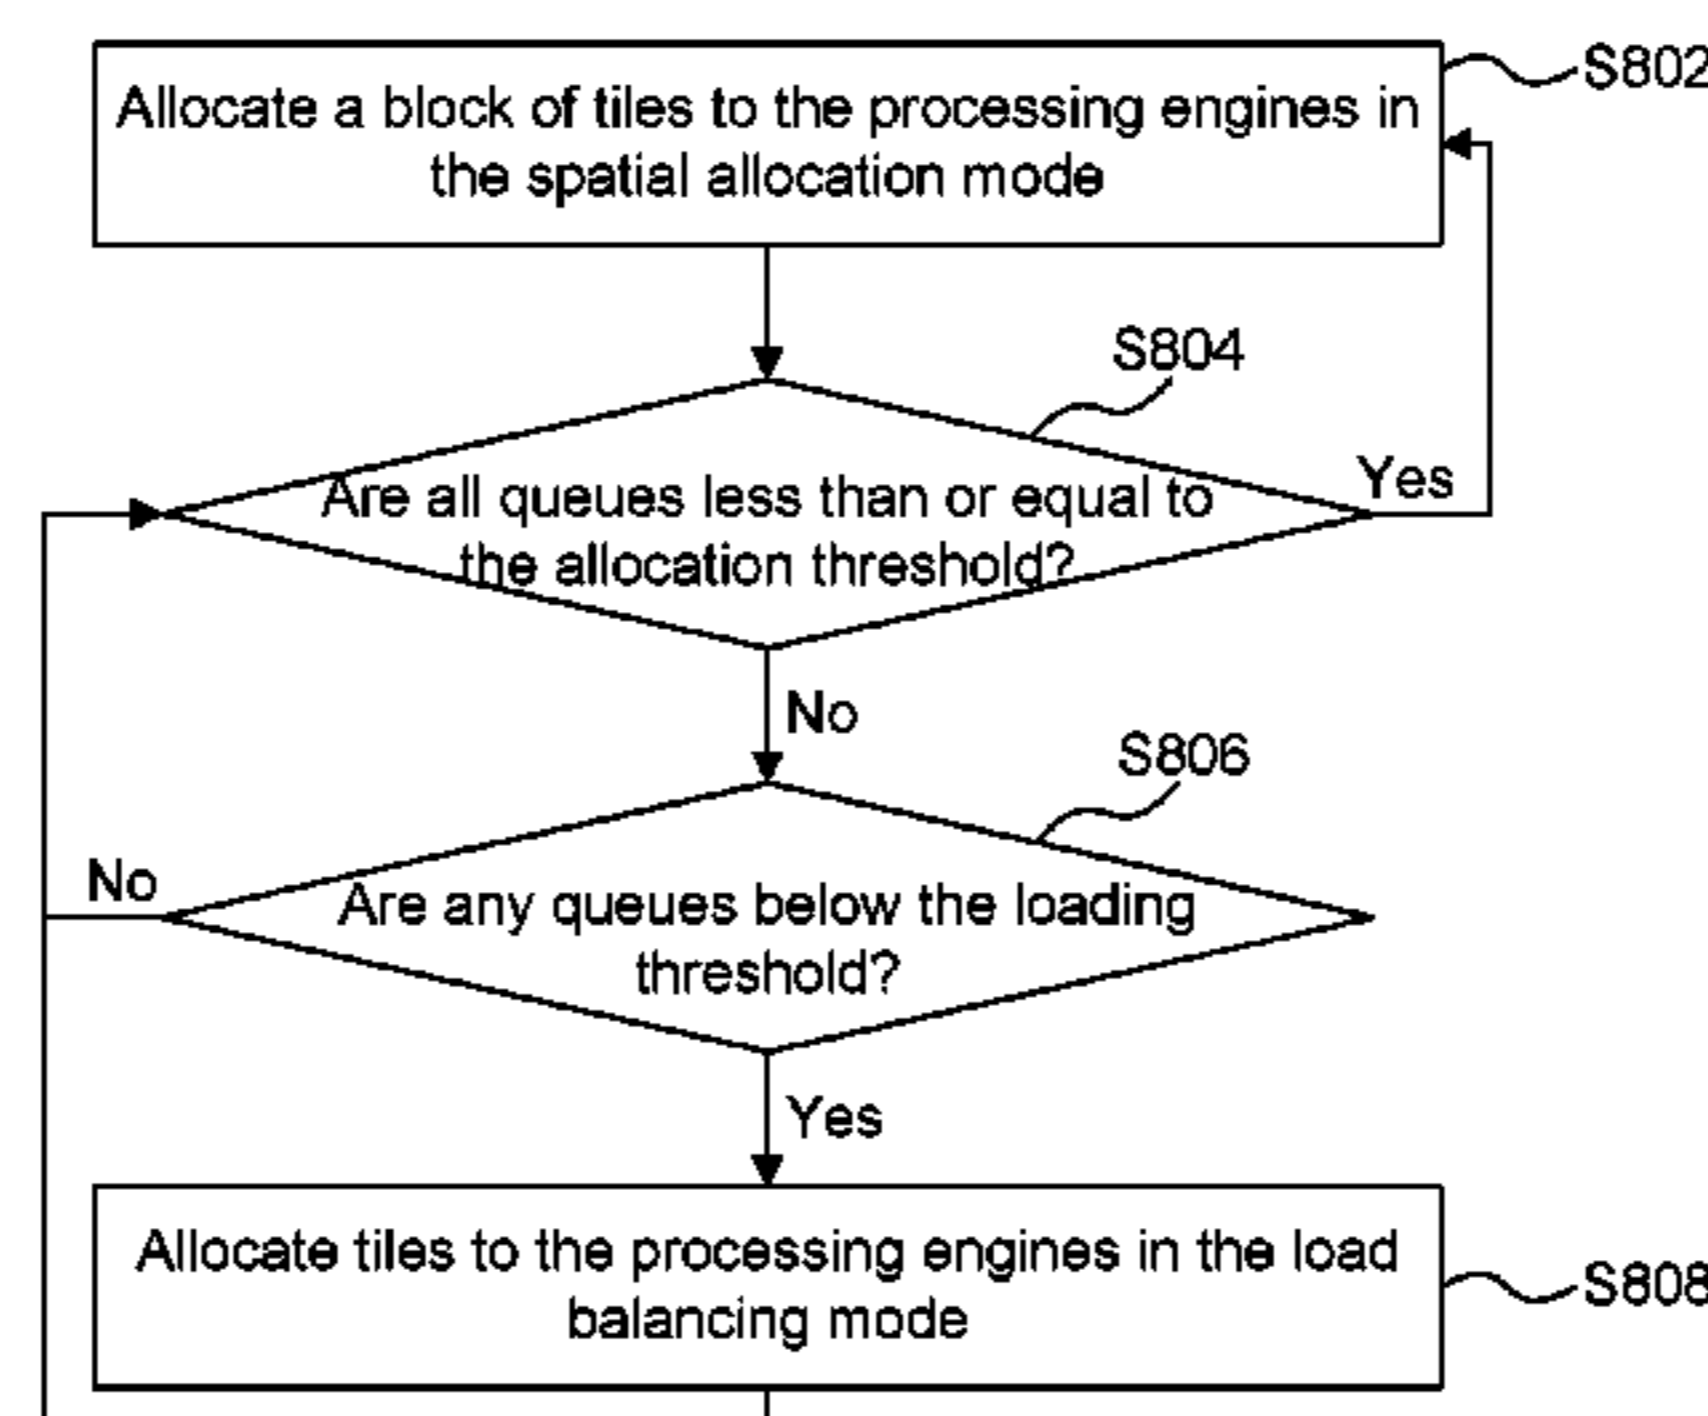 S802
Allocate a block of tiles to the processing engines in
the spatial allocation mode
S804
Yes
Are all queues less than or equal to
the allocation threshold?
No
S806
No
Are any queues below the loading
threshold?
Yes
Allocate tiles to the processing engines in the load
balancing mode
S808